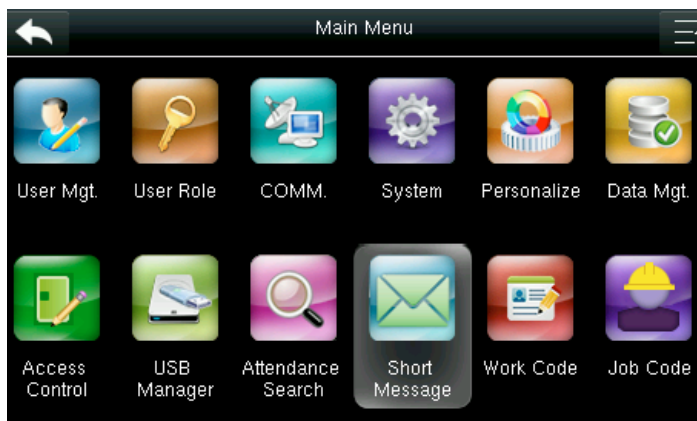 Main Menu
User Mgt.
User Role
COMM.
System
Personalize
Data Mgt.
Access
Control
USB
Manager
Attendance
Search
Short
Message
Work Code
Job Code